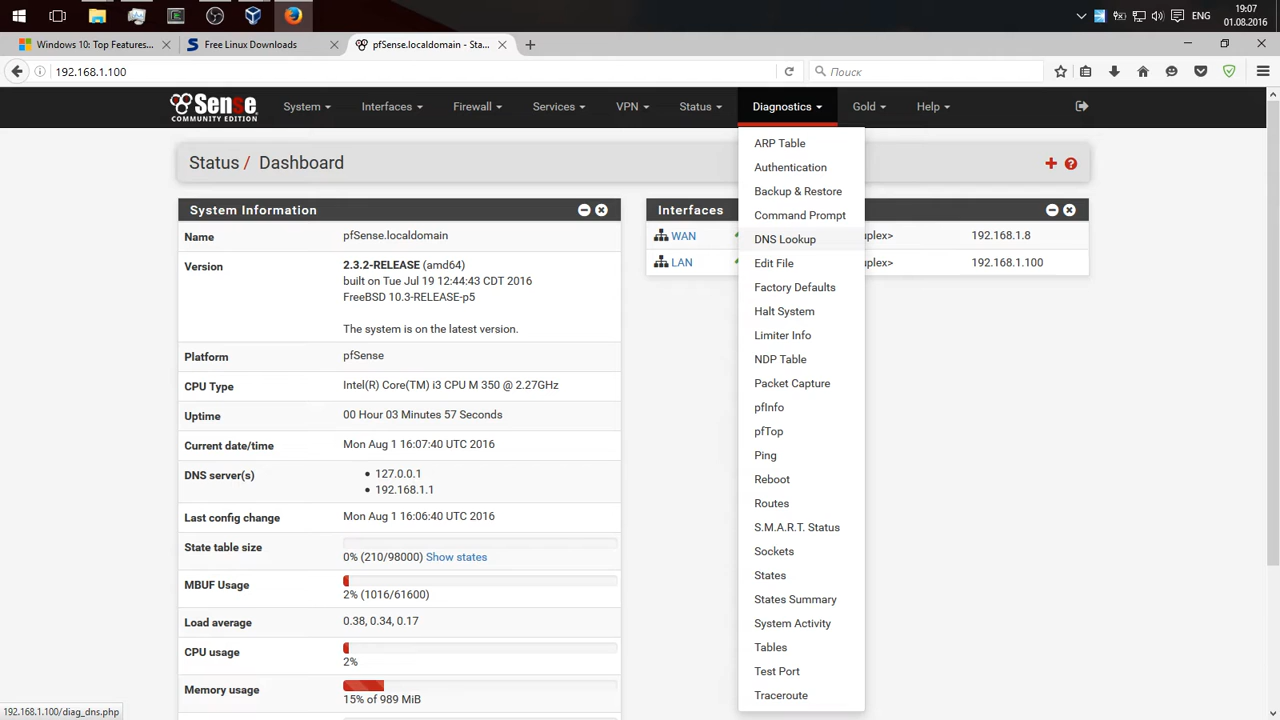 19:07
ENG
01.08.2016
Windows 10: Top Features...
Free Linux Downloads
pfSense.localdomain - Sta...
192.168.1.100
Поиск
Sense
COMMUNITY EDITION
System
Interfaces
Firewall
Services
VPN
Status
Diagnostics
Gold
Help
ARP Table
Authentication
Backup & Restore
Command Prompt
DNS Lookup
Edit File
Factory Defaults
Halt System
Limiter Info
NDP Table
Packet Capture
pfInfo
pfTop
Ping
Reboot
Routes
S.M.A.R.T. Status
Sockets
States
States Summary
System Activity
Tables
Test Port
Traceroute
Status / Dashboard
System Information
Name pfSense.localdomain
Version 2.3.2-RELEASE (amd64)
built on Tue Jul 19 12:44:43 CDT 2016
FreeBSD 10.3-RELEASE-p5
The system is on the latest version.
Platform pfSense
CPU Type Intel(R) Core(TM) i3 CPU M 350 @ 2.27GHz
Uptime 00 Hour 03 Minutes 57 Seconds
Current date/time Mon Aug 1 16:07:40 UTC 2016
DNS server(s)
• 127.0.0.1
• 192.168.1.1
Last config change Mon Aug 1 16:06:40 UTC 2016
State table size
0% (210/98000) Show states
MBUF Usage
2% (1016/61600)
Load average 0.38, 0.34, 0.17
CPU usage
2%
Memory usage
15% of 989 MiB
Interfaces
WAN uplex> 192.168.1.8
LAN uplex> 192.168.1.100
192.168.1.100/diag_dns.php